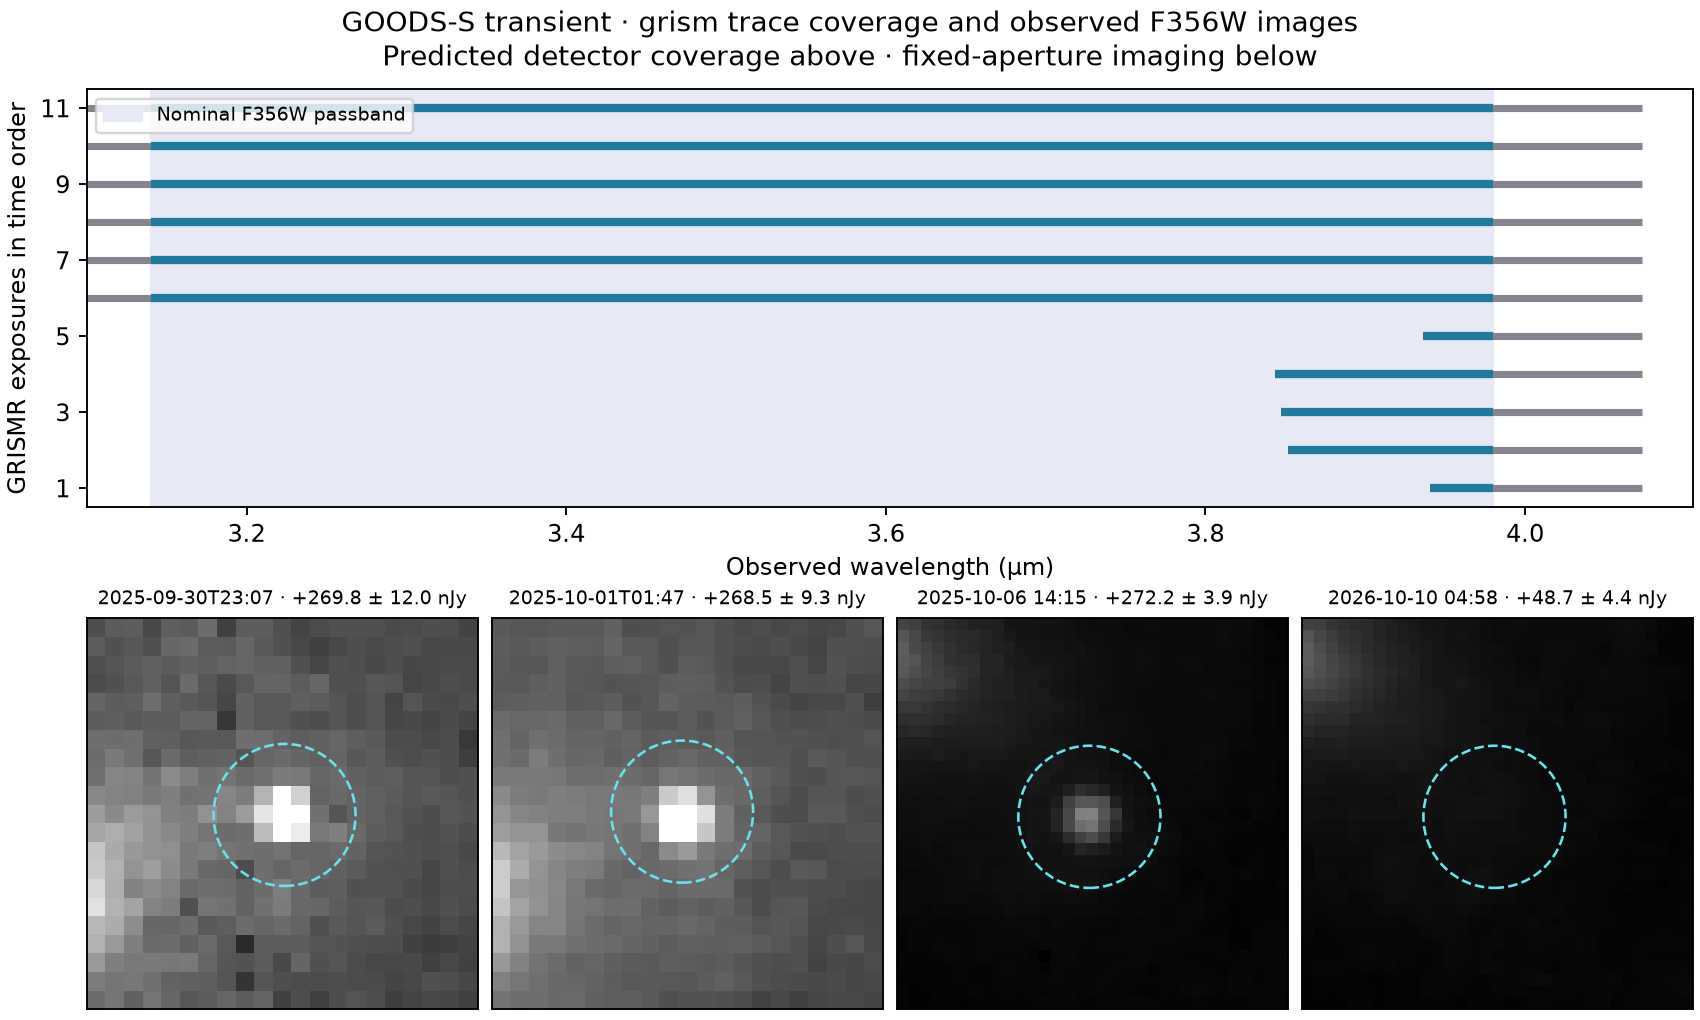 GOODS-S transient · grism trace coverage and observed F356W images
Predicted detector coverage above · fixed-aperture imaging below
GRISMR exposures in time order
11
9
7
5
3
1
Nominal F356W passband
3.2
3.4
3.6
3.8
4.0
Observed wavelength (µm)
2025-09-30T23:07 · +269.8 ± 12.0 nJy
2025-10-01T01:47 · +268.5 ± 9.3 nJy
2025-10-06 14:15 · +272.2 ± 3.9 nJy
2026-10-10 04:58 · +48.7 ± 4.4 nJy